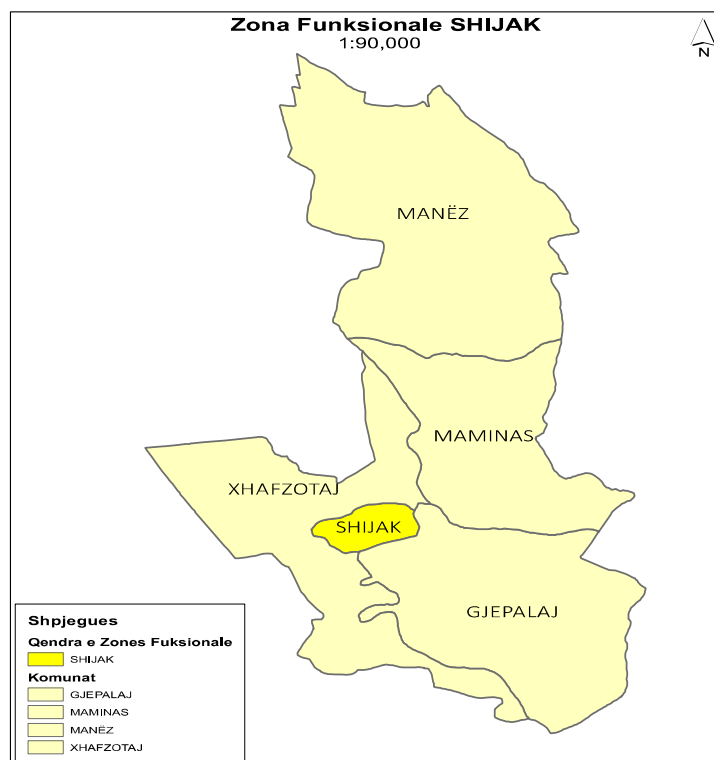 Zona Funksionale SHIJAK
1:90,000
N
MANËZ
MAMINAS
XHAFZOTAJ
SHIJAK
GJEPALAJ
Shpjegues
Qendra e Zones Fuksionale
SHIJAK
Komunat
GJEPALAJ
MAMINAS
MANËZ
XHAFZOTAJ